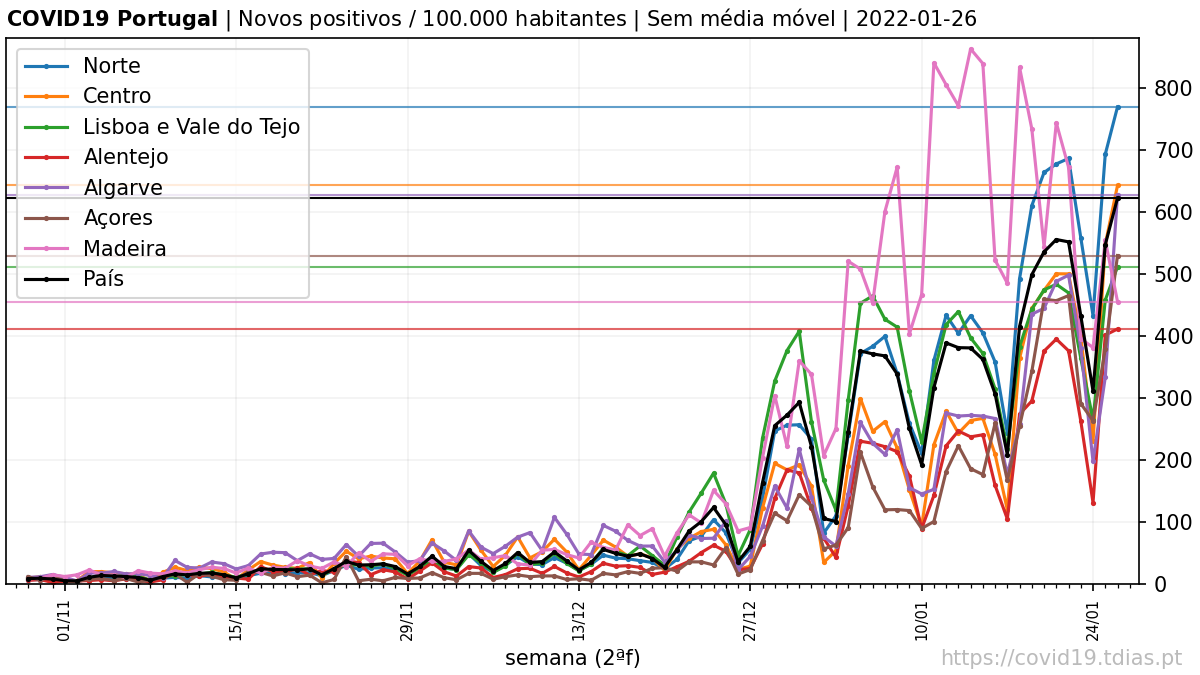 COVID19 Portugal | Novos positivos / 100.000 habitantes | Sem média móvel | 2022-01-26
Norte
Centro
Lisboa e Vale do Tejo
Alentejo
Algarve
Açores
Madeira
País
800
700
600
500
400
300
200
100
0
01/11
15/11
29/11
13/12
27/12
10/01
24/01
semana (2ªf)
https://covid19.tdias.pt